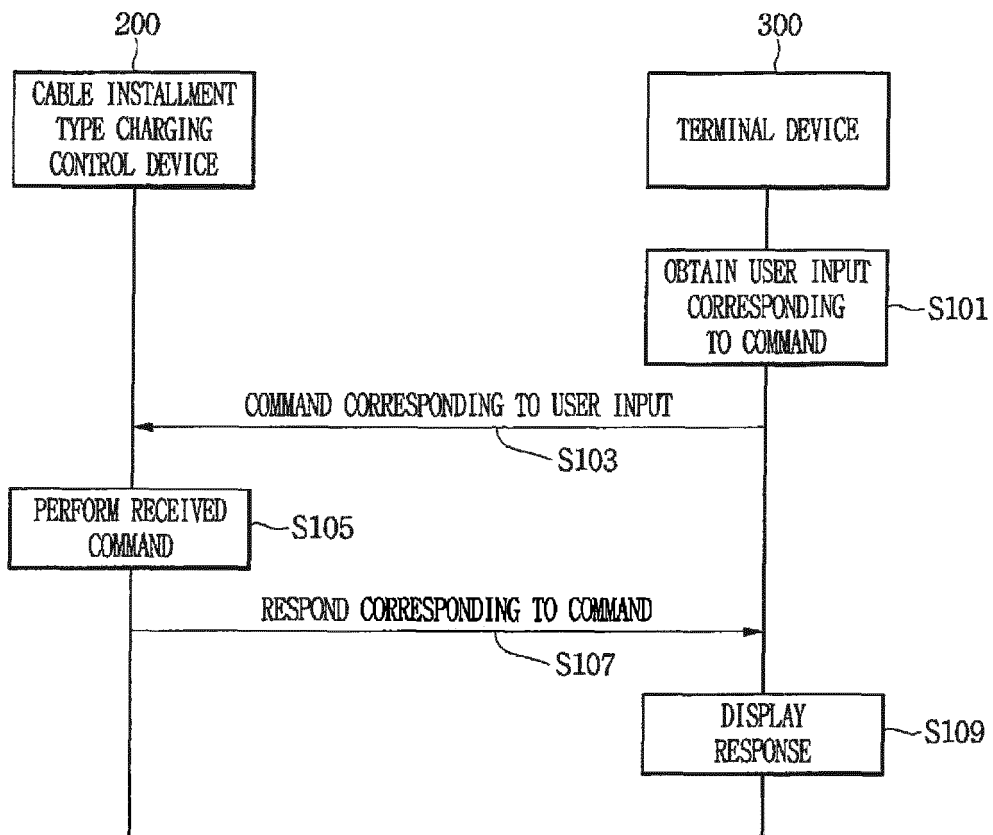 200
300
CABLE INSTALLMENT
TYPE CHARGING
CONTROL DEVICE
TERMINAL DEVICE
OBTAIN USER INPUT
CORRESPONDING
TO COMMAND
S101
COMMAND CORRESPONDING TO USER INPUT
S103
PERFORM RECEIVED
COMMAND
S105
RESPOND CORRESPONDING TO COMMAND
S107
DISPLAY
RESPONSE
S109